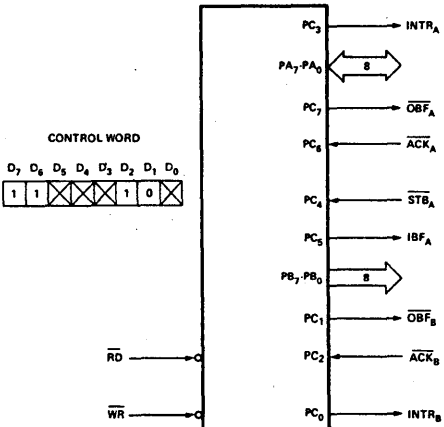 PC3 INTRA
PA7-PA0 8
PC7 OBFA
CONTROL WORD
PC6 ACKA
D7 D6 D5 D4 D3 D2 D1 D0
1 1 1 0
PC4 STBA
PC5 IBFA
PB7-PB0 8
PC1 OBFB
RD PC2 ACKB
WR PC0 INTRB